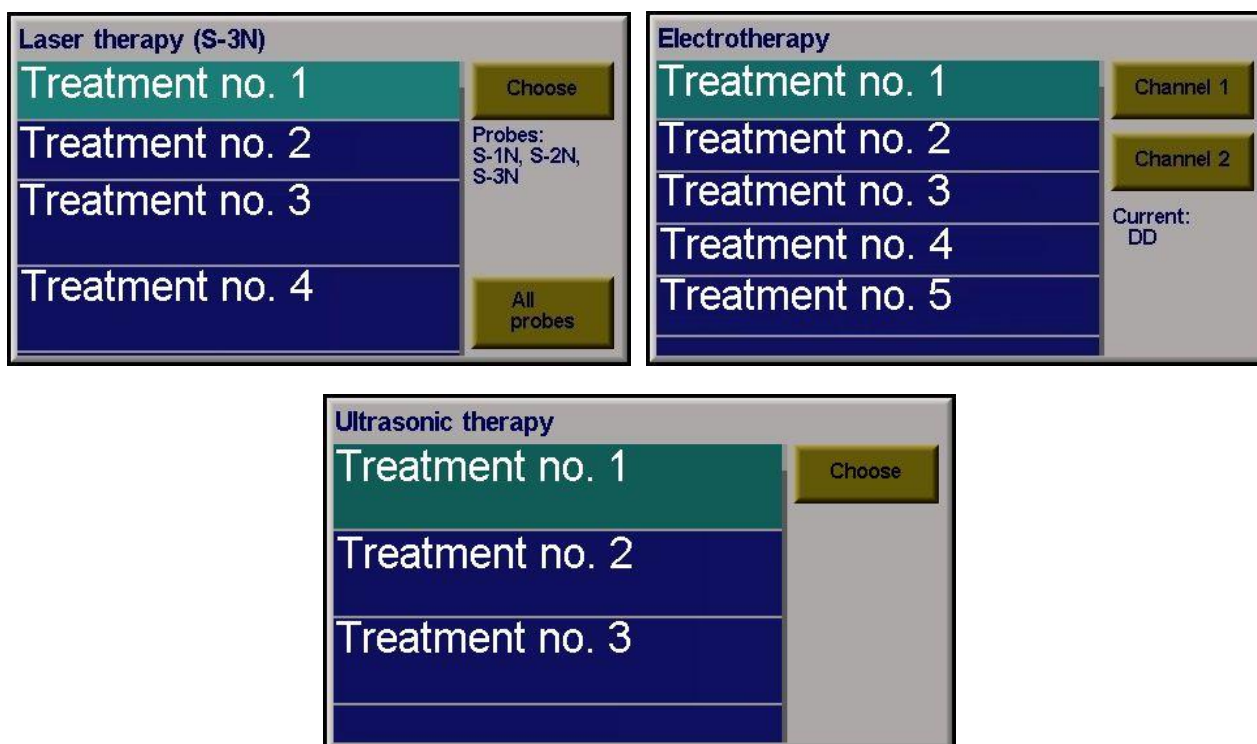 Laser therapy (S-3N)
Treatment no. 1
Treatment no. 2
Treatment no. 3
Treatment no. 4
Choose
Probes:
S-1N, S-2N,
S-3N
All
probes
Electrotherapy
Treatment no. 1
Treatment no. 2
Treatment no. 3
Treatment no. 4
Treatment no. 5
Channel 1
Channel 2
Current:
DD
Ultrasonic therapy
Treatment no. 1
Treatment no. 2
Treatment no. 3
Choose